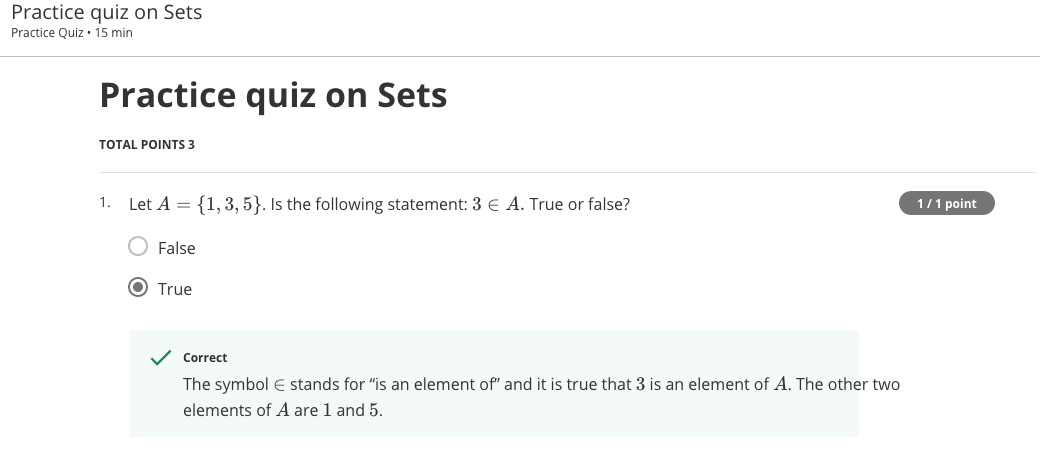 Practice quiz on Sets
Practice Quiz • 15 min
Practice quiz on Sets
TOTAL POINTS 3
1. Let A = {1, 3, 5}. Is the following statement: 3 ∈ A. True or false?
1 / 1 point
False
True
Correct
The symbol ∈ stands for “is an element of” and it is true that 3 is an element of A. The other two
elements of A are 1 and 5.